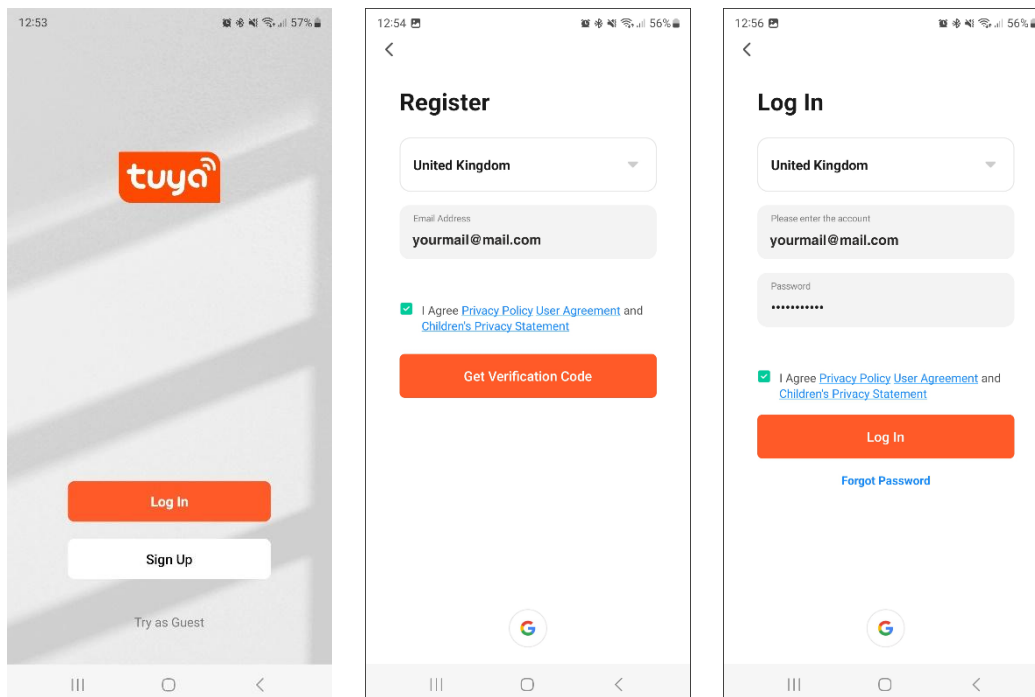 12:53
57%
tuya
Log In
Sign Up
Try as Guest
12:54
56%
Register
United Kingdom
Email Address
yourmail@mail.com
I Agree Privacy Policy User Agreement and
Children's Privacy Statement
Get Verification Code
G
12:56
56%
Log In
United Kingdom
Please enter the account
yourmail@mail.com
Password
•••••••••••
I Agree Privacy Policy User Agreement and
Children's Privacy Statement
Log In
Forgot Password
G